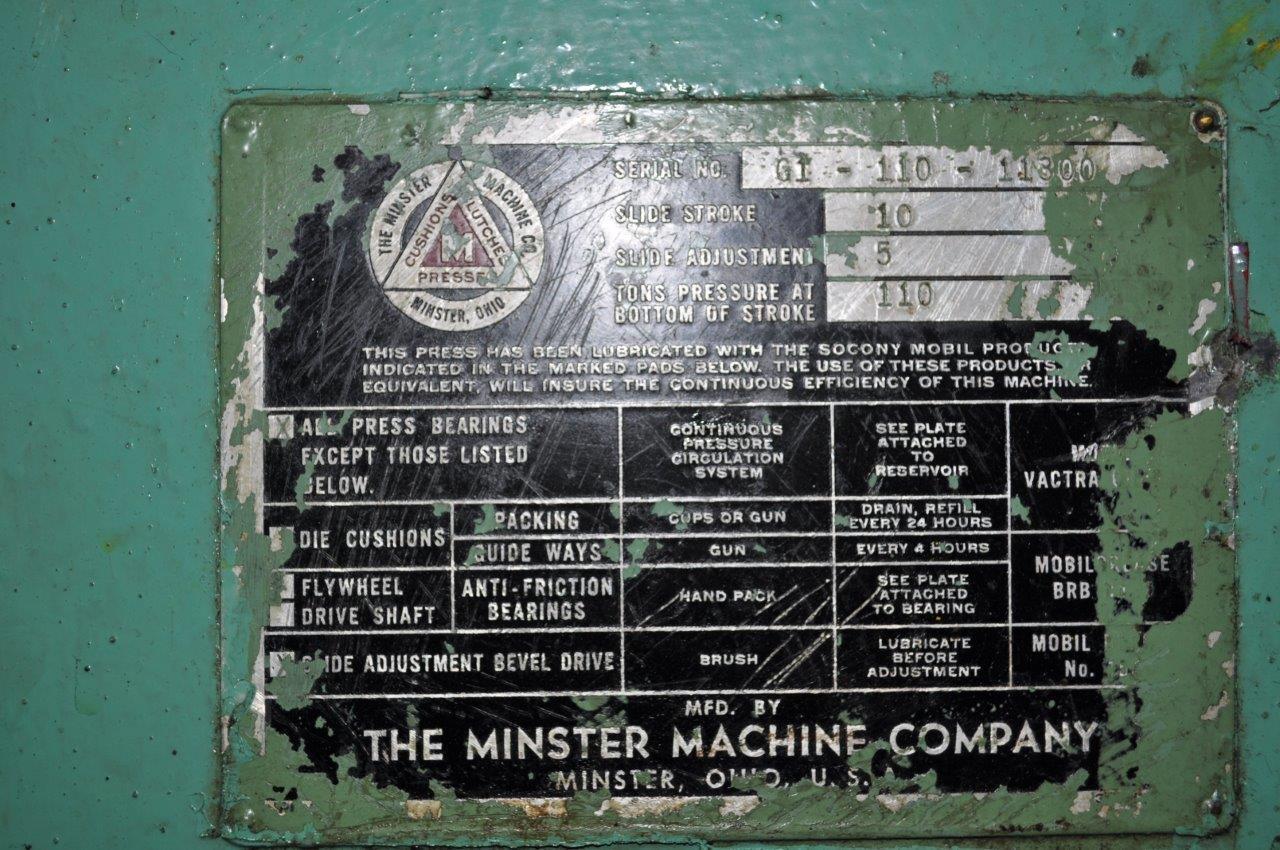 THE MINSTER MACHINE CO.
CUSHIONS CLUTCHES
M
PRESSES
MINSTER, OHIO
SERIAL NO. G1 - 110 - 11300
SLIDE STROKE 10
SLIDE ADJUSTMENT 5
TONS PRESSURE AT
BOTTOM OF STROKE 110
THIS PRESS HAS BEEN LUBRICATED WITH THE SOCONY MOBIL PRODUCTS
INDICATED IN THE MARKED PADS BELOW. THE USE OF THESE PRODUCTS, OR
EQUIVALENT, WILL INSURE THE CONTINUOUS EFFICIENCY OF THIS MACHINE.
X ALL PRESS BEARINGS
EXCEPT THOSE LISTED
BELOW.
CONTINUOUS
PRESSURE
CIRCULATION
SYSTEM
SEE PLATE
ATTACHED
TO
RESERVOIR
VACTRA
DIE CUSHIONS
PACKING
CUPS OR GUN
DRAIN, REFILL
EVERY 24 HOURS
GUIDE WAYS
GUN
EVERY 4 HOURS
FLYWHEEL
DRIVE SHAFT
ANTI-FRICTION
BEARINGS
HAND PACK
SEE PLATE
ATTACHED
TO BEARING
MOBILGREASE
BRB
X SLIDE ADJUSTMENT BEVEL DRIVE
BRUSH
LUBRICATE
BEFORE
ADJUSTMENT
MOBIL
No.
MFD. BY
THE MINSTER MACHINE COMPANY
MINSTER, OHIO, U.S.A.